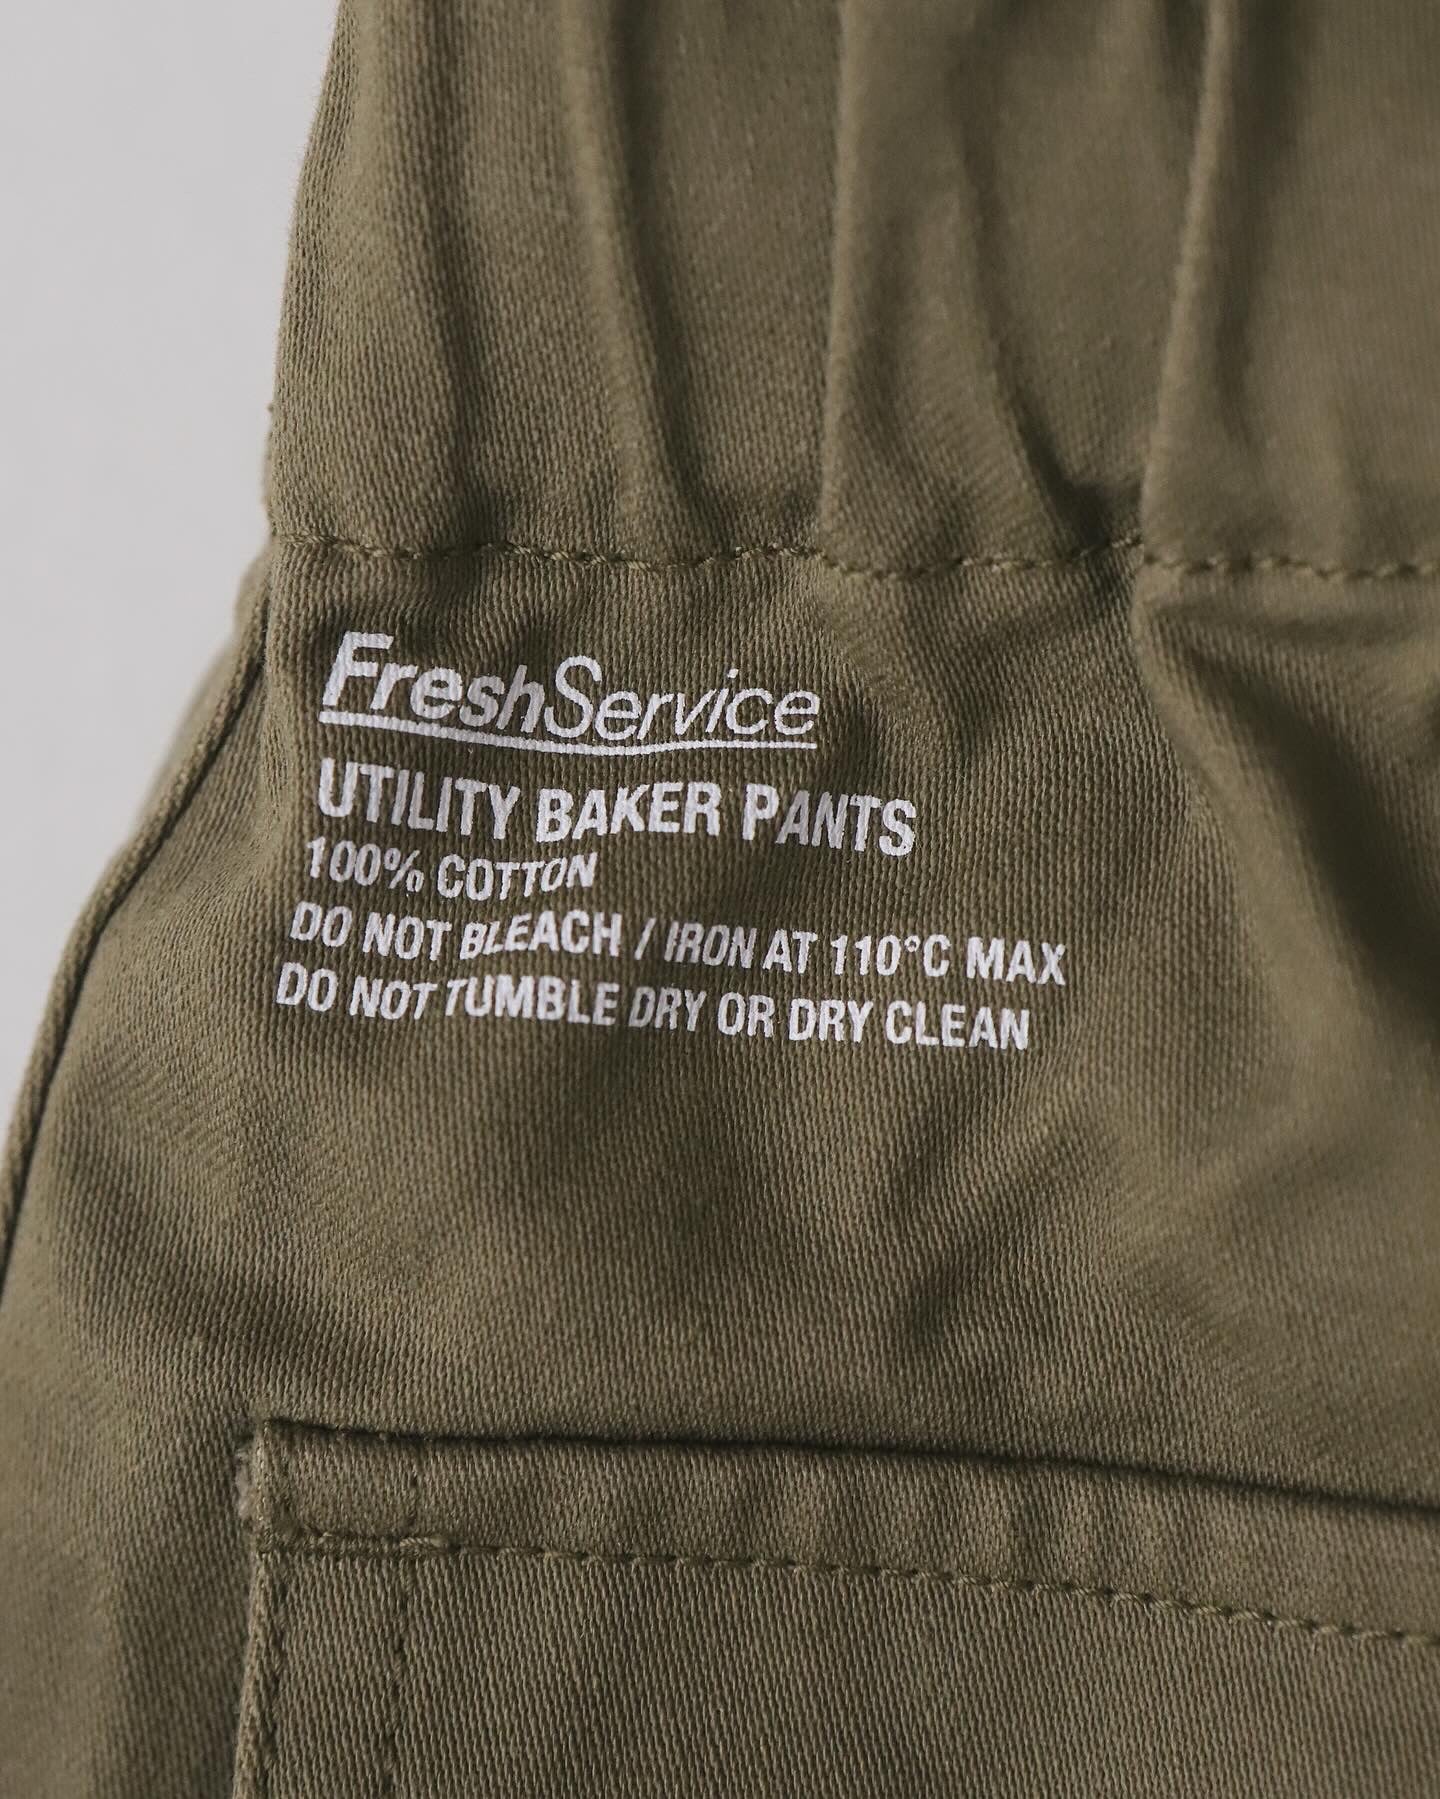 FreshService
UTILITY BAKER PANTS
100% COTTON
DO NOT BLEACH / IRON AT 110°C MAX
DO NOT TUMBLE DRY OR DRY CLEAN